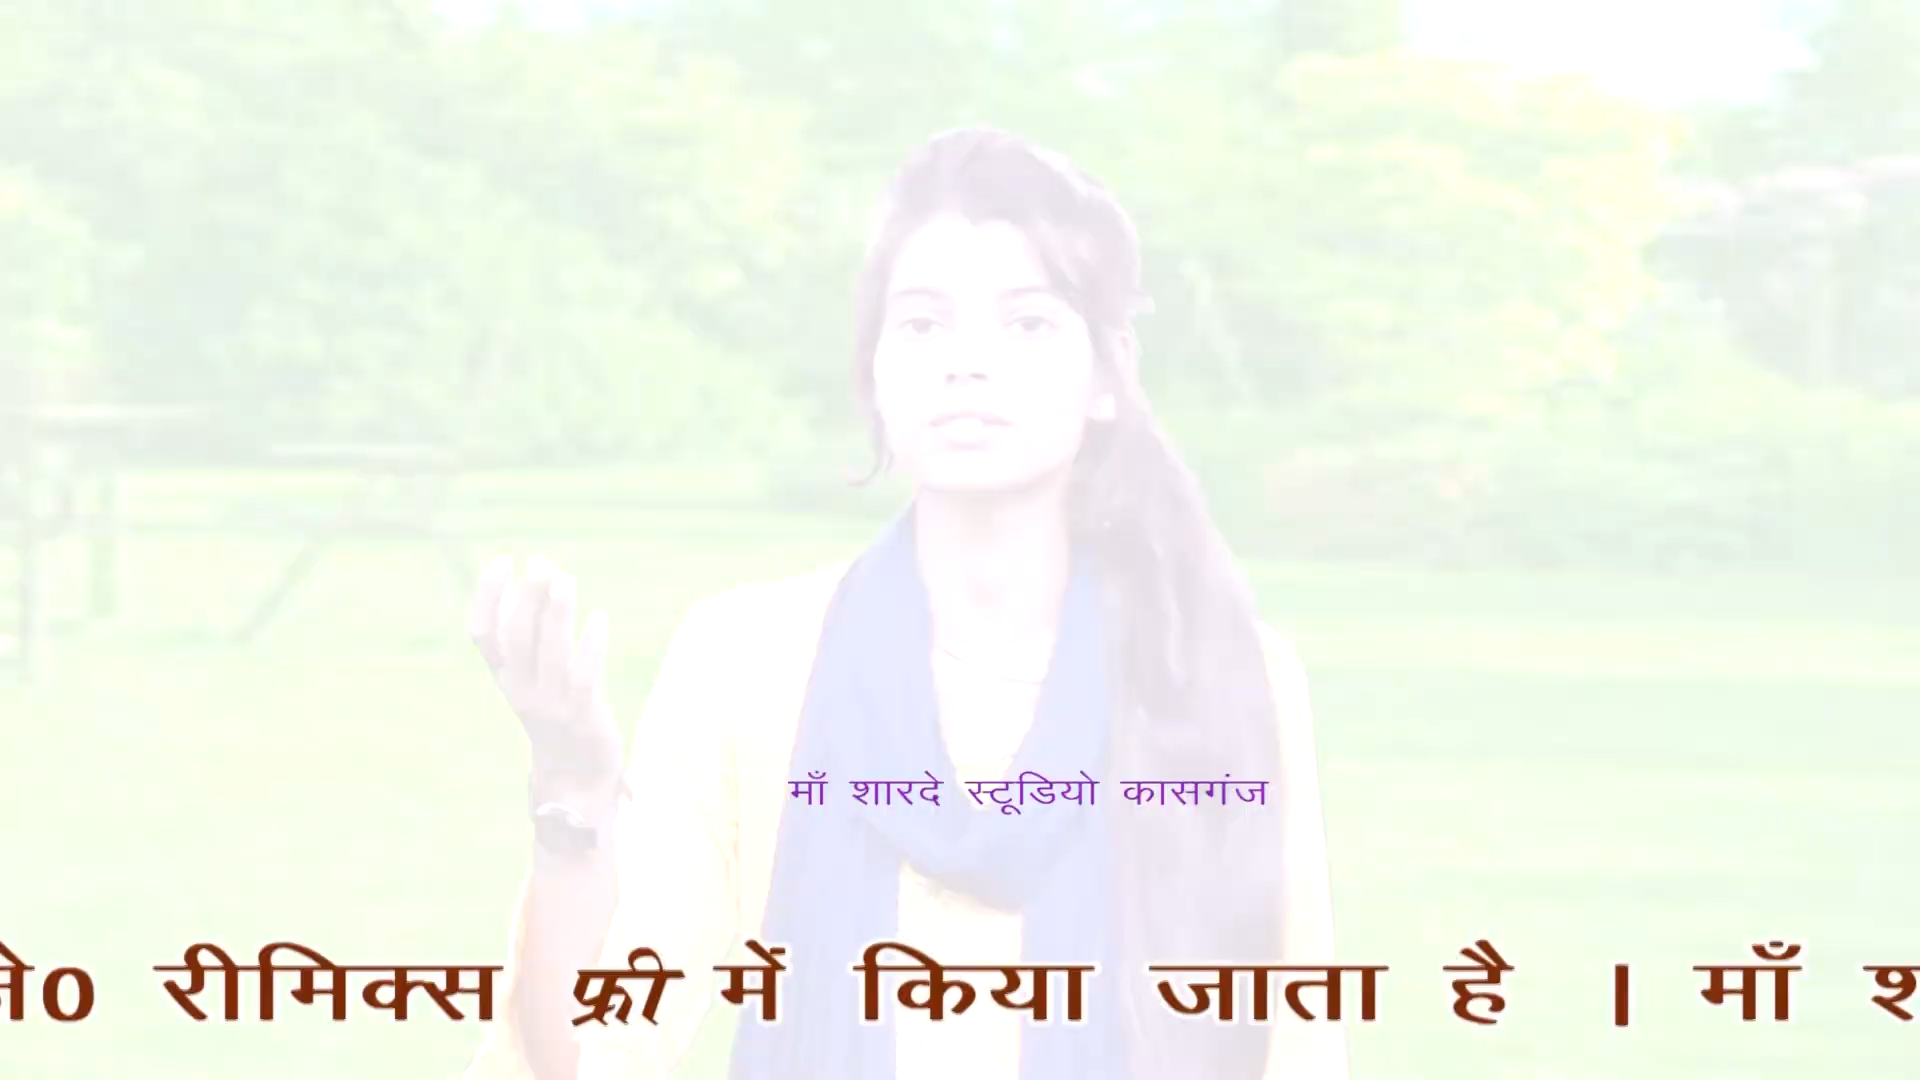 माँ शारदे स्टूडियो कासगंज
रीमिक्स फ्री में किया जाता है । माँ